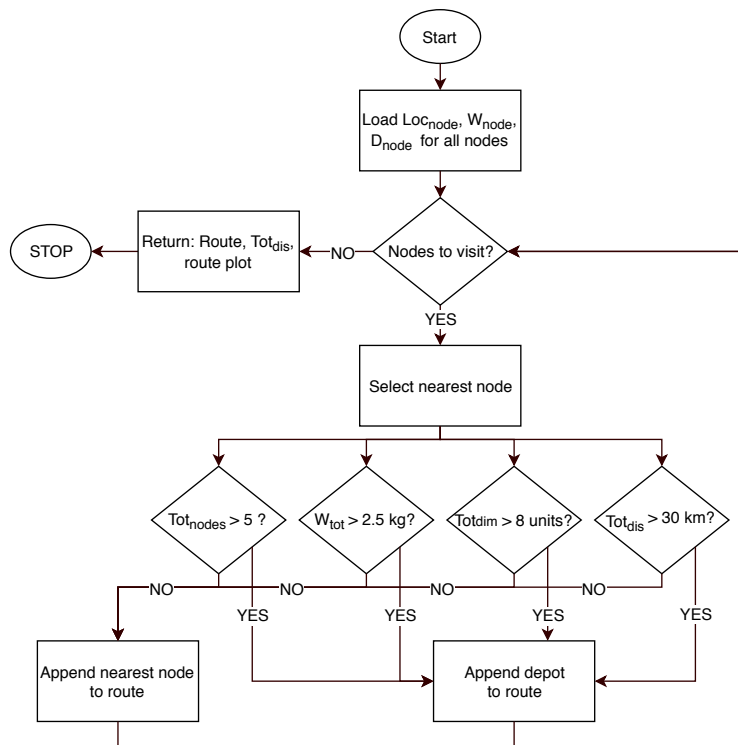 Start
Load Locnode, Wnode,
Dnode for all nodes
Nodes to visit?
NO
Return: Route, Totdis,
route plot
STOP
YES
Select nearest node
Totnodes > 5 ?
Wtot > 2.5 kg?
Totdim > 8 units?
Totdis > 30 km?
NO
NO
NO
NO
YES
YES
YES
YES
Append nearest node
to route
Append depot
to route